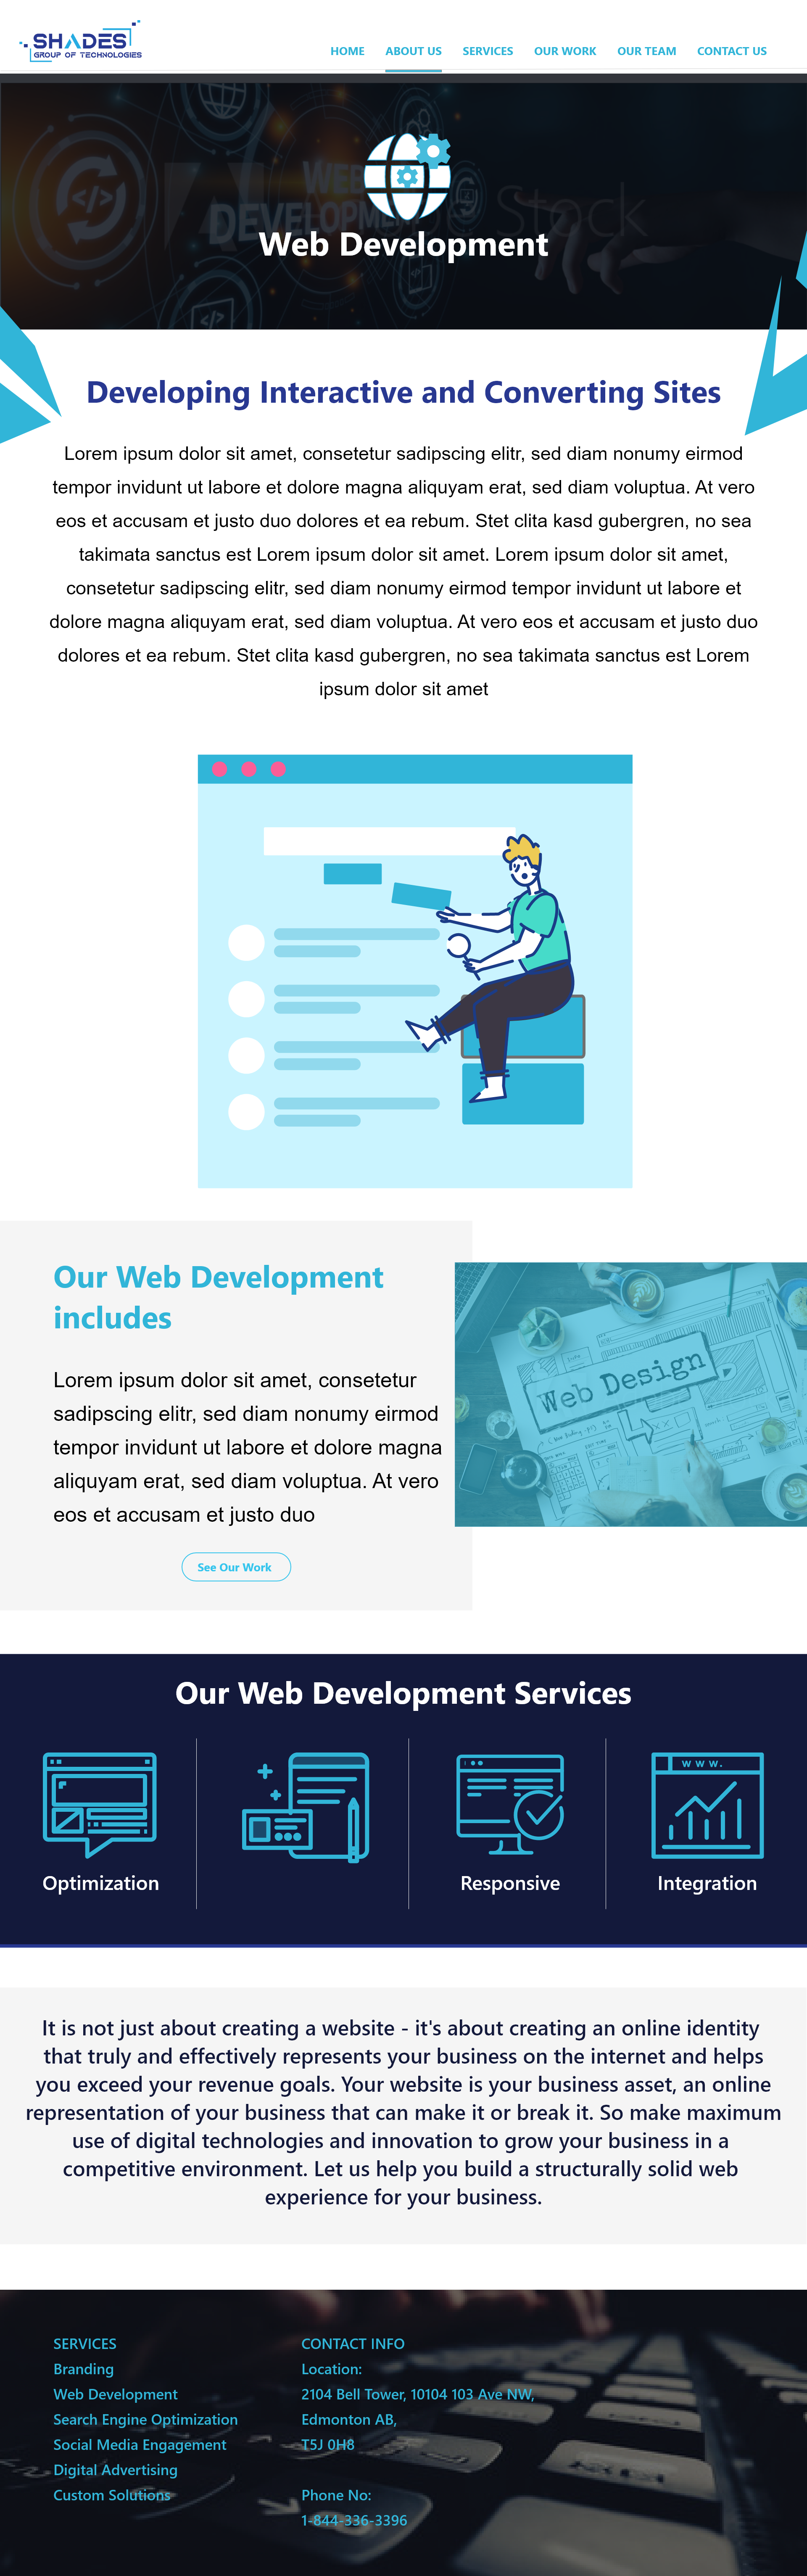 SHADES
GROUP OF TECHNOLOGIES
HOME ABOUT US SERVICES OUR WORK OUR TEAM CONTACT US
</>
WEB
DEVELOPMENT
Stock
</>
Web Development
Developing Interactive and Converting Sites
Lorem ipsum dolor sit amet, consetetur sadipscing elitr, sed diam nonumy eirmod
tempor invidunt ut labore et dolore magna aliquyam erat, sed diam voluptua. At vero
eos et accusam et justo duo dolores et ea rebum. Stet clita kasd gubergren, no sea
takimata sanctus est Lorem ipsum dolor sit amet. Lorem ipsum dolor sit amet,
consetetur sadipscing elitr, sed diam nonumy eirmod tempor invidunt ut labore et
dolore magna aliquyam erat, sed diam voluptua. At vero eos et accusam et justo duo
dolores et ea rebum. Stet clita kasd gubergren, no sea takimata sanctus est Lorem
ipsum dolor sit amet
Our Web Development
includes
Lorem ipsum dolor sit amet, consetetur
sadipscing elitr, sed diam nonumy eirmod
tempor invidunt ut labore et dolore magna
aliquyam erat, sed diam voluptua. At vero
eos et accusam et justo duo
See Our Work
Web Design
Our Web Development Services
www.
Optimization
Responsive
Integration
It is not just about creating a website - it's about creating an online identity
that truly and effectively represents your business on the internet and helps
you exceed your revenue goals. Your website is your business asset, an online
representation of your business that can make it or break it. So make maximum
use of digital technologies and innovation to grow your business in a
competitive environment. Let us help you build a structurally solid web
experience for your business.
SERVICES
Branding
Web Development
Search Engine Optimization
Social Media Engagement
Digital Advertising
Custom Solutions
CONTACT INFO
Location:
2104 Bell Tower, 10104 103 Ave NW,
Edmonton AB,
T5J 0H8
Phone No:
1-844-336-3396